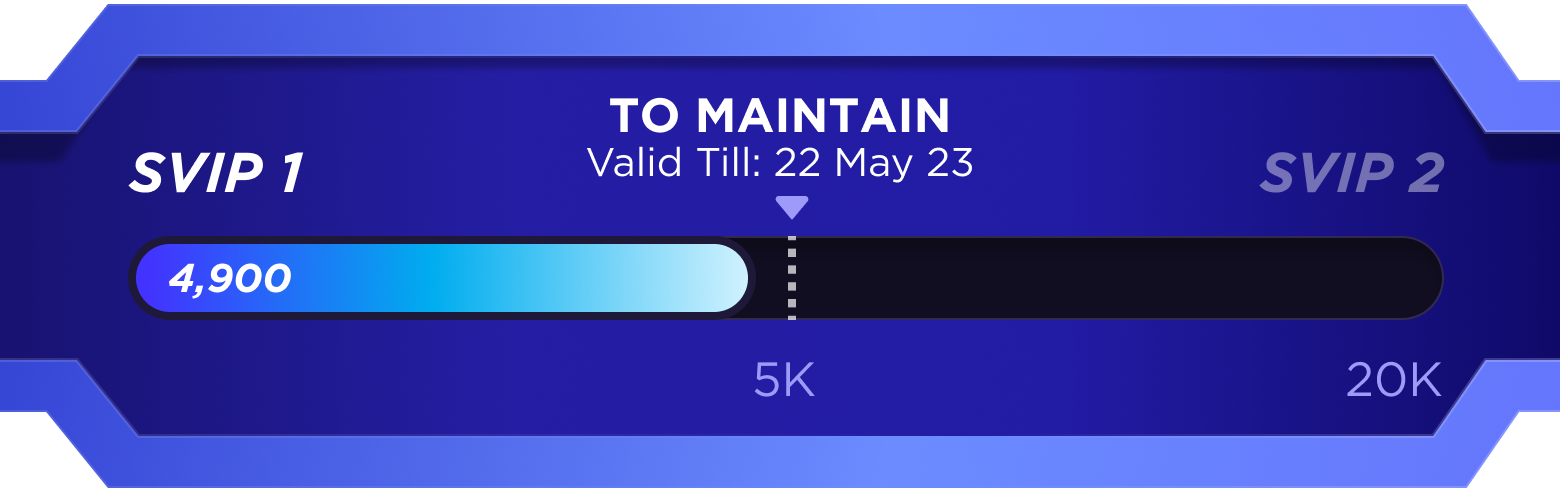 TO MAINTAIN
Valid Till: 22 May 23
SVIP 1
SVIP 2
4,900
5K
20K